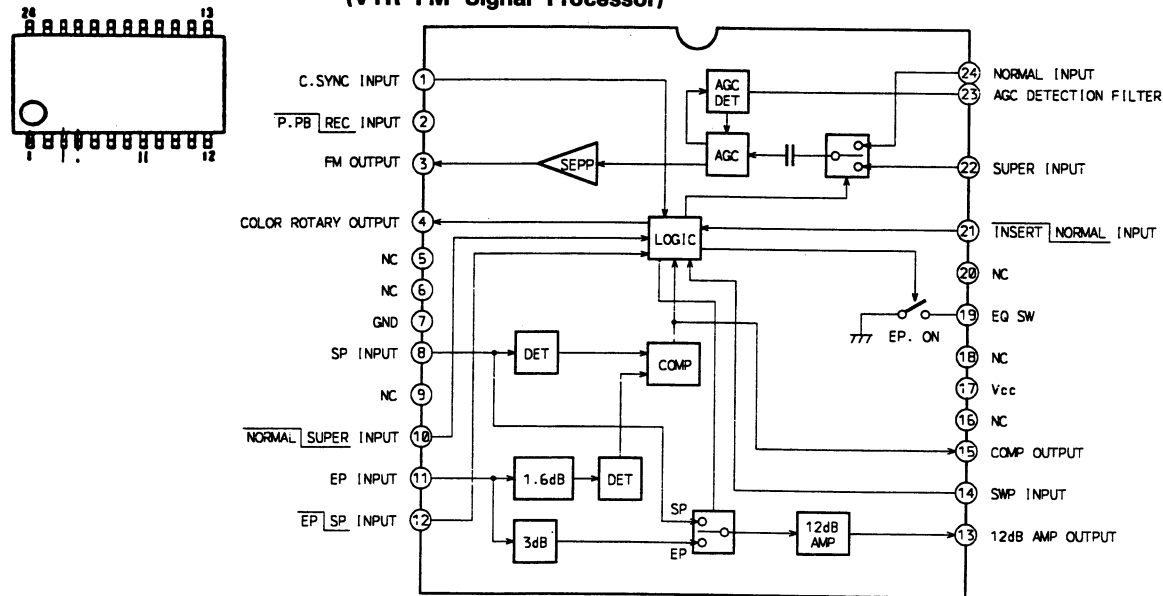 (VTR FM Signal Processor)
24 13
1 11 12
C.SYNC INPUT 1
P.PB REC INPUT 2
FM OUTPUT 3
COLOR ROTARY OUTPUT 4
NC 5
NC 6
GND 7
SP INPUT 8
NC 9
NORMAL SUPER INPUT 10
EP INPUT 11
EP SP INPUT 12
AGC DET
AGC
SEPP
LOGIC
DET
COMP
1.6dB
DET
3dB
SP
EP
12dB AMP
EP. ON
24 NORMAL INPUT
23 AGC DETECTION FILTER
22 SUPER INPUT
21 INSERT NORMAL INPUT
20 NC
19 EQ SW
18 NC
17 Vcc
16 NC
15 COMP OUTPUT
14 SWP INPUT
13 12dB AMP OUTPUT